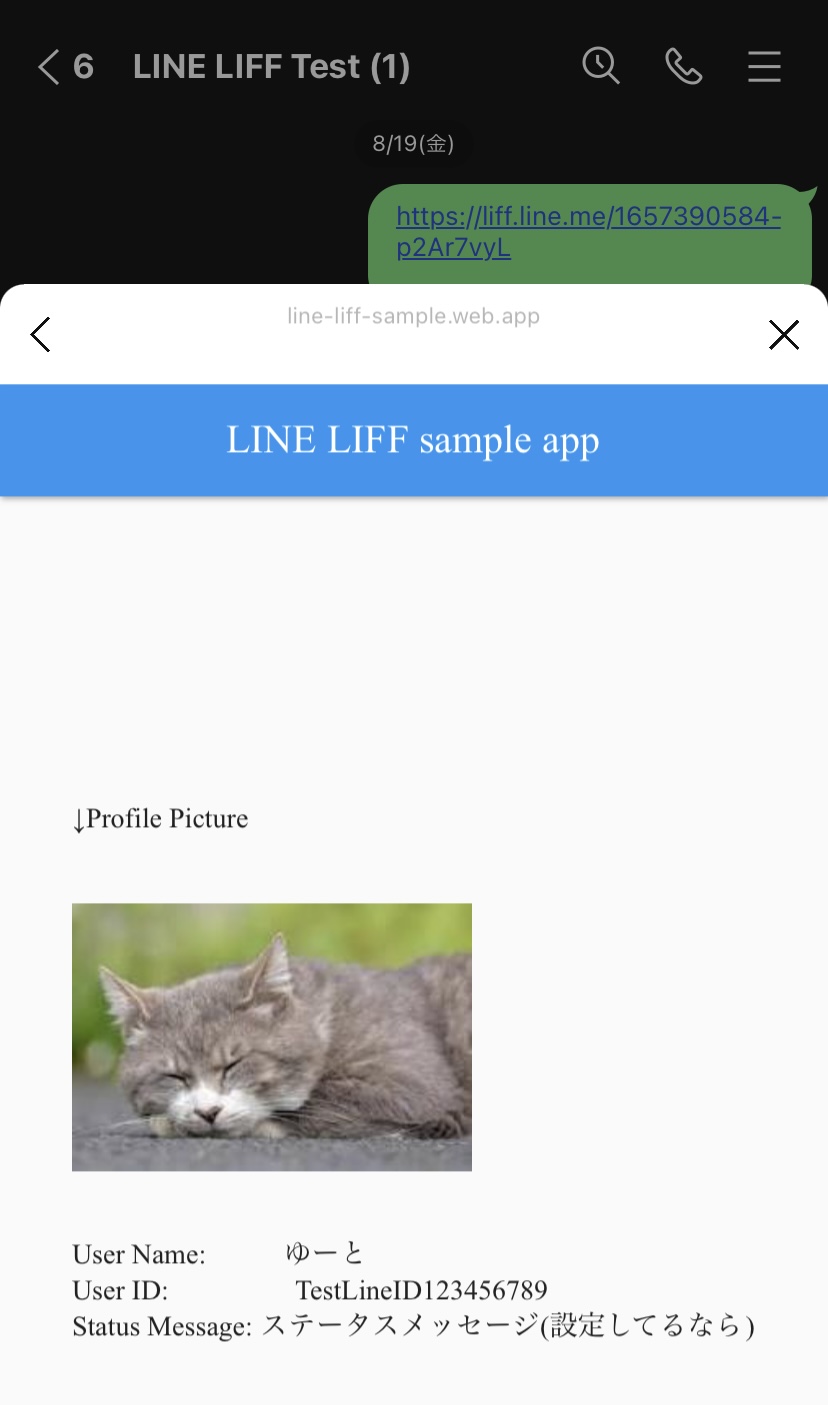 6 LINE LIFF Test (1)
8/19(金)
https://liff.line.me/1657390584-
p2Ar7vyL
line-liff-sample.web.app
LINE LIFF sample app
↓Profile Picture
User Name: ゆーと
User ID: TestLineID123456789
Status Message: ステータスメッセージ(設定してるなら)